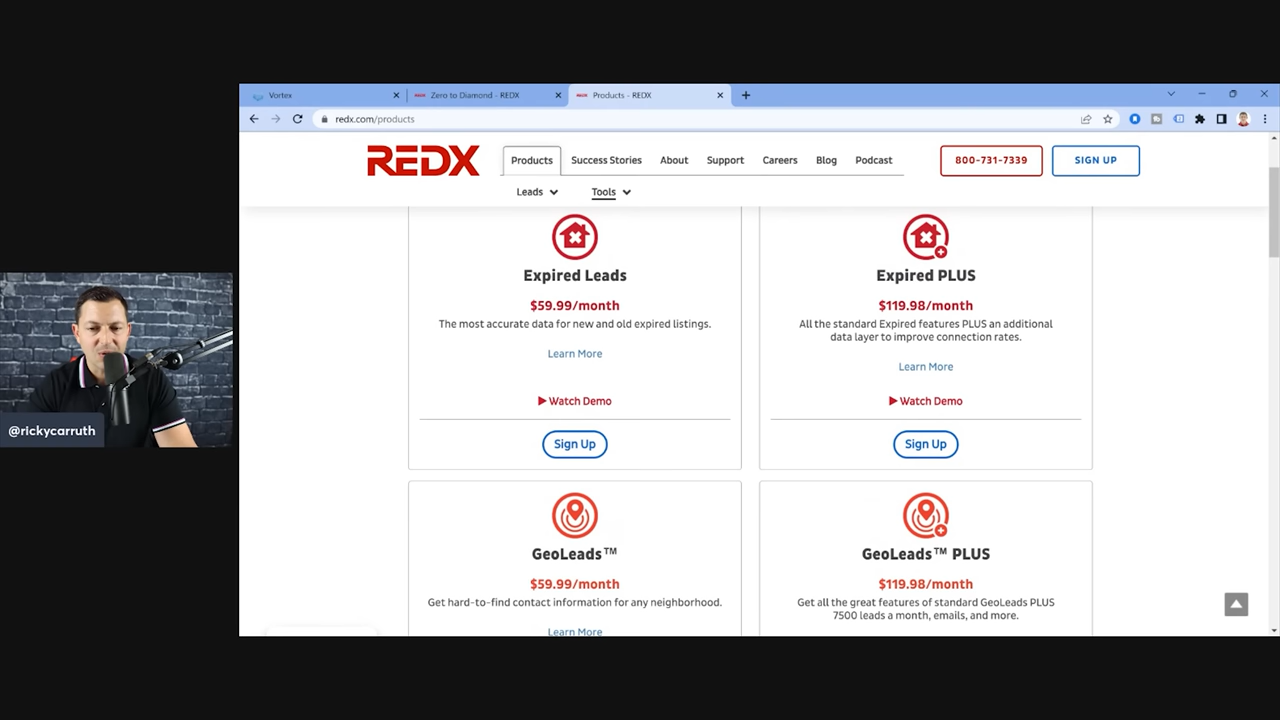 Vortex
Zero to Diamond - REDX
Products - REDX
redx.com/products
REDX
Products
Success Stories
About
Support
Careers
Blog
Podcast
800-731-7339
SIGN UP
Leads
Tools
Expired Leads
$59.99/month
The most accurate data for new and old expired listings.
Learn More
Watch Demo
Sign Up
Expired PLUS
$119.98/month
All the standard Expired features PLUS an additional
data layer to improve connection rates.
Learn More
Watch Demo
Sign Up
GeoLeads™
$59.99/month
Get hard-to-find contact information for any neighborhood.
Learn More
GeoLeads™ PLUS
$119.98/month
Get all the great features of standard GeoLeads PLUS
7500 leads a month, emails, and more.
@rickycarruth